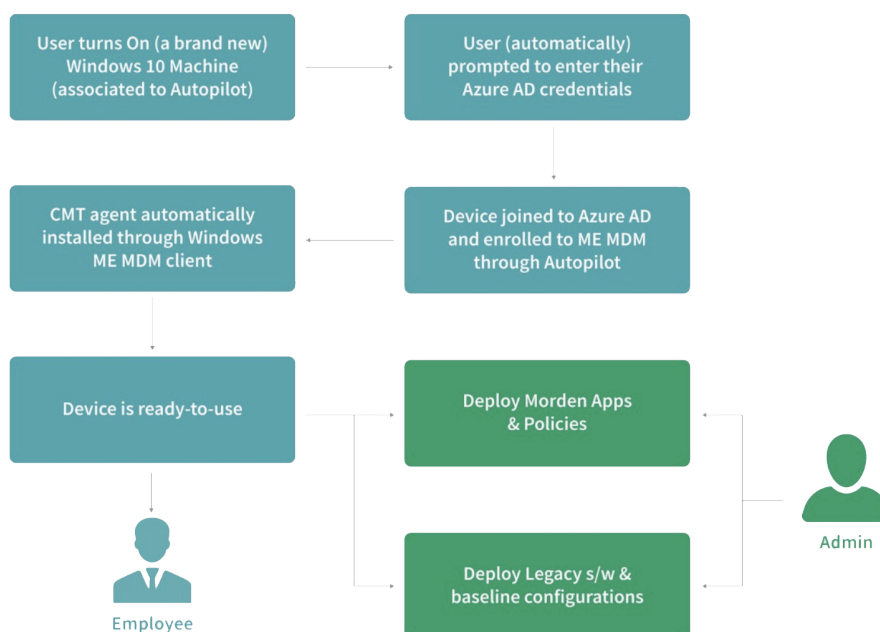 User turns On (a brand new)
Windows 10 Machine
(associated to Autopilot)
User (automatically)
prompted to enter their
Azure AD credentials
CMT agent automatically
installed through Windows
ME MDM client
Device joined to Azure AD
and enrolled to ME MDM
through Autopilot
Device is ready-to-use
Deploy Morden Apps
& Policies
Admin
Deploy Legacy s/w &
baseline configurations
Employee